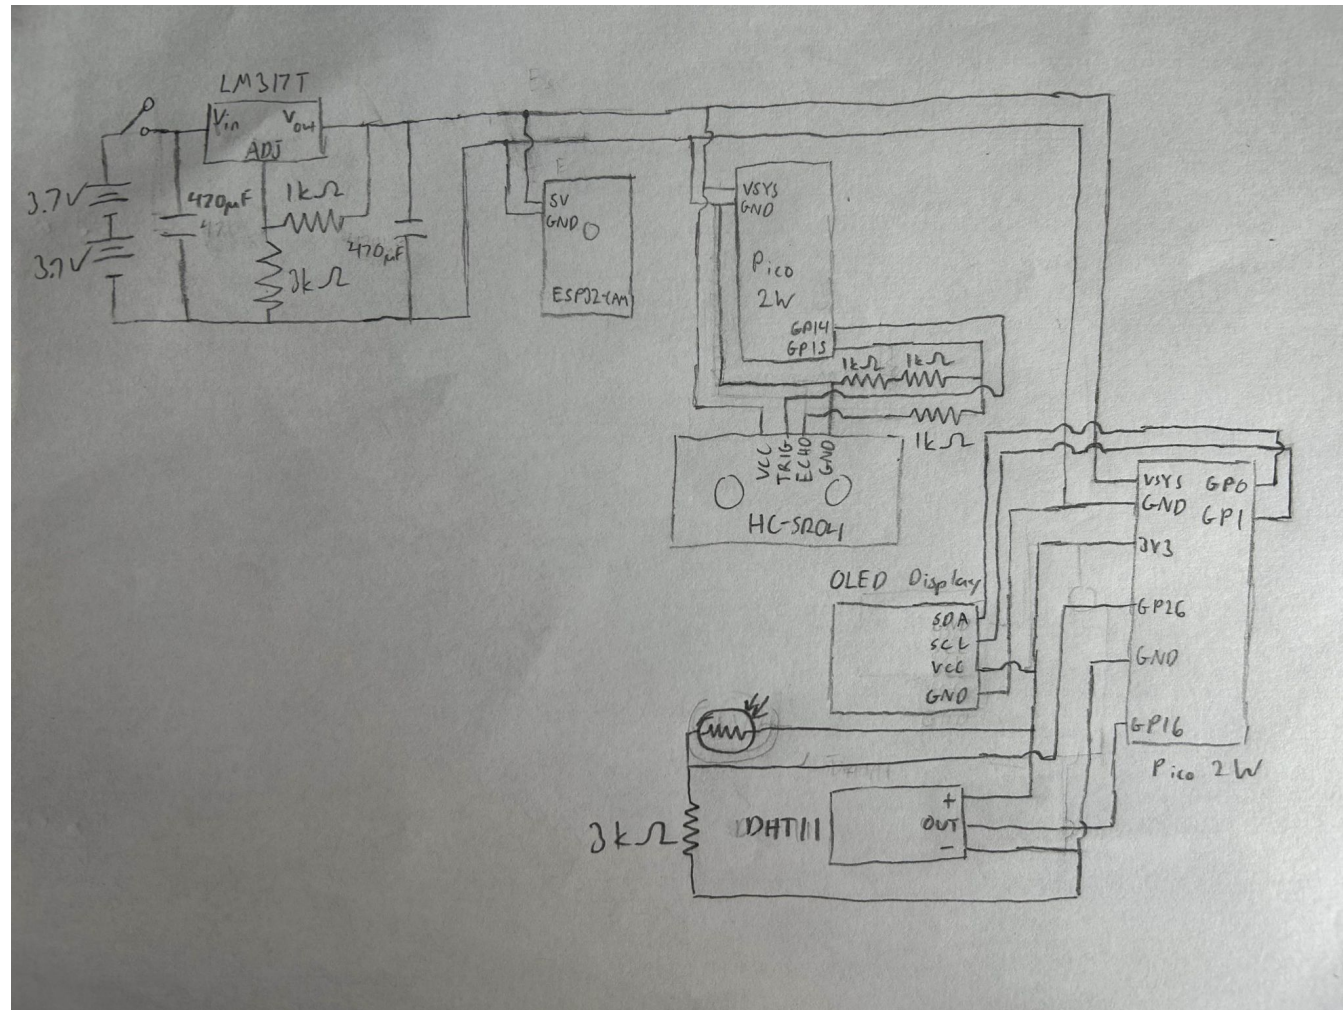 LM317T
Vin
Vout
ADJ
3.7V
3.7V
470µF
1kΩ
470µF
3kΩ
5V
GND
ESP32-CAM
VSYS
GND
Pico
2W
GP14
GP15
1kΩ
1kΩ
1kΩ
VCC
TRIG
ECHO
GND
HC-SR04
VSYS
GP0
GND
GP1
3V3
GP26
GND
GP16
Pico 2W
OLED Display
SDA
SCL
VCC
GND
3kΩ
DHT11
+
OUT
-